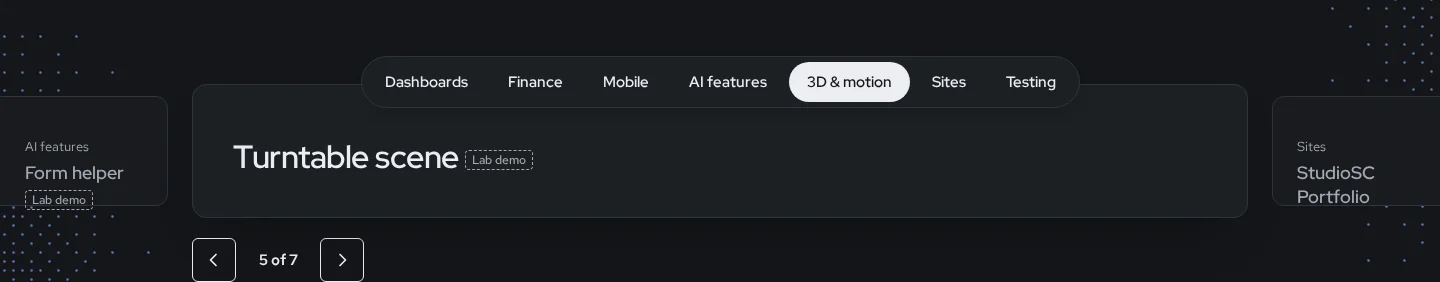 Dashboards Finance Mobile AI features 3D & motion Sites Testing
AI features
Form helper
Lab demo
Turntable scene Lab demo
Sites
StudioSC
Portfolio
5 of 7